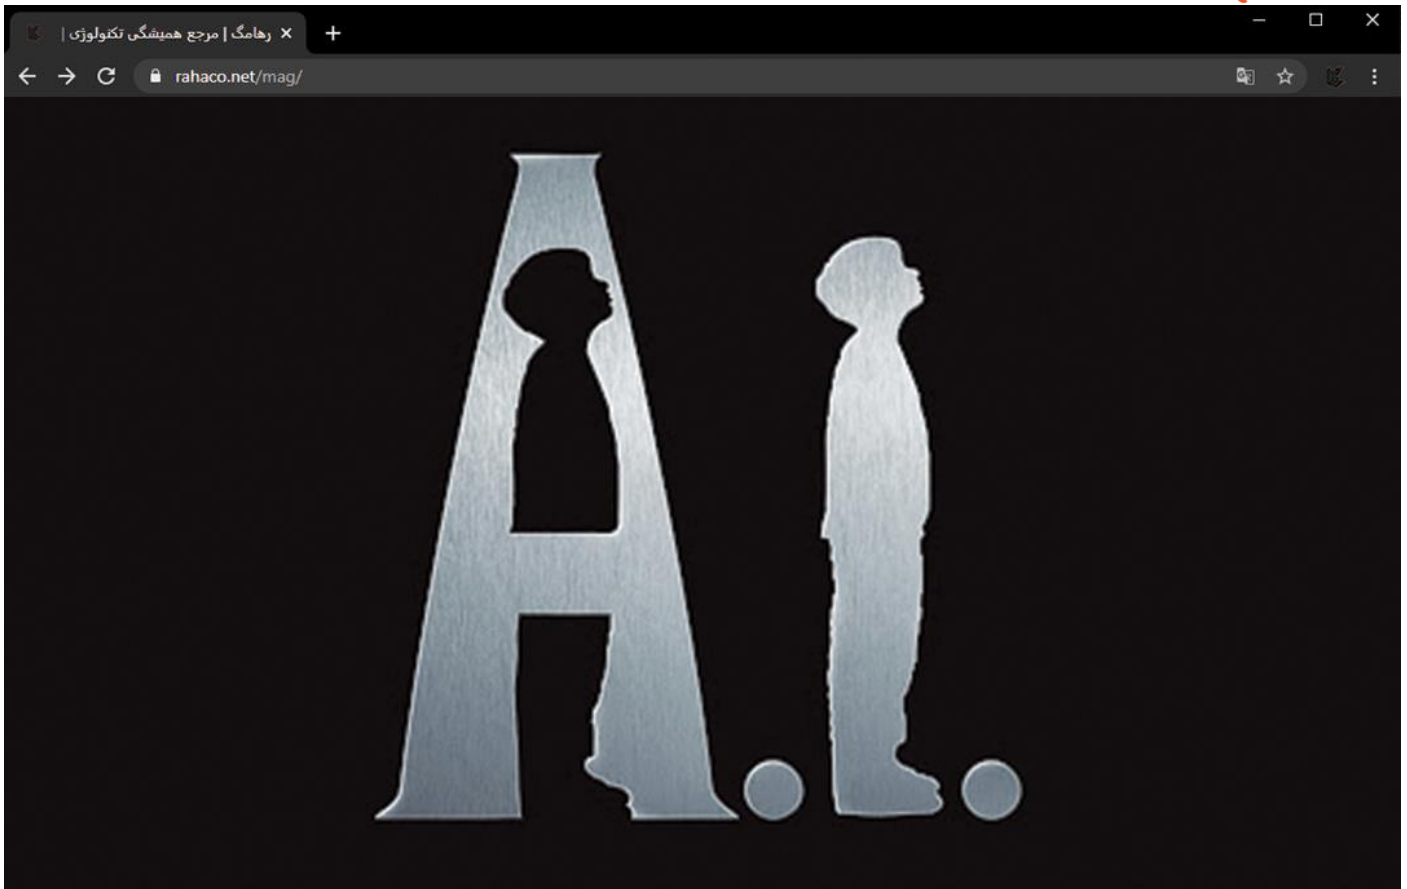 رهامگ | مرجع همیشگی تکنولوژی |
rahaco.net/mag/
A.I.